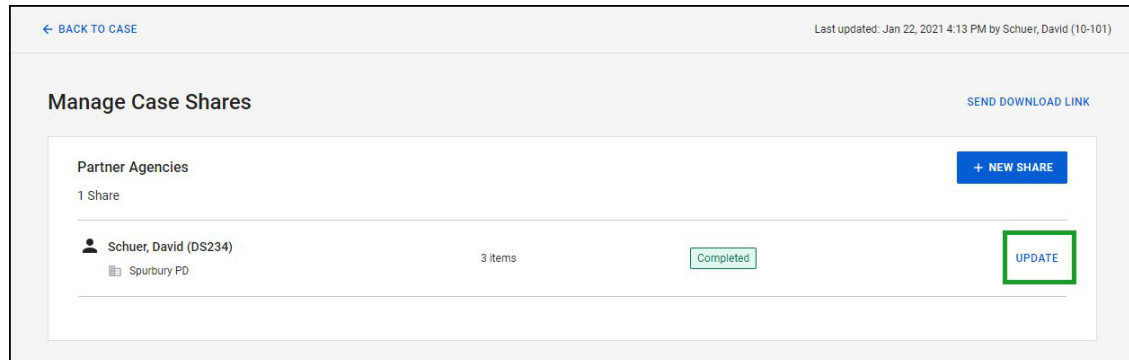 ← BACK TO CASE
Last updated: Jan 22, 2021 4:13 PM by Schuer, David (10-101)
Manage Case Shares
SEND DOWNLOAD LINK
Partner Agencies
+ NEW SHARE
1 Share
Schuer, David (DS234)
3 items
Completed
UPDATE
Spurbury PD